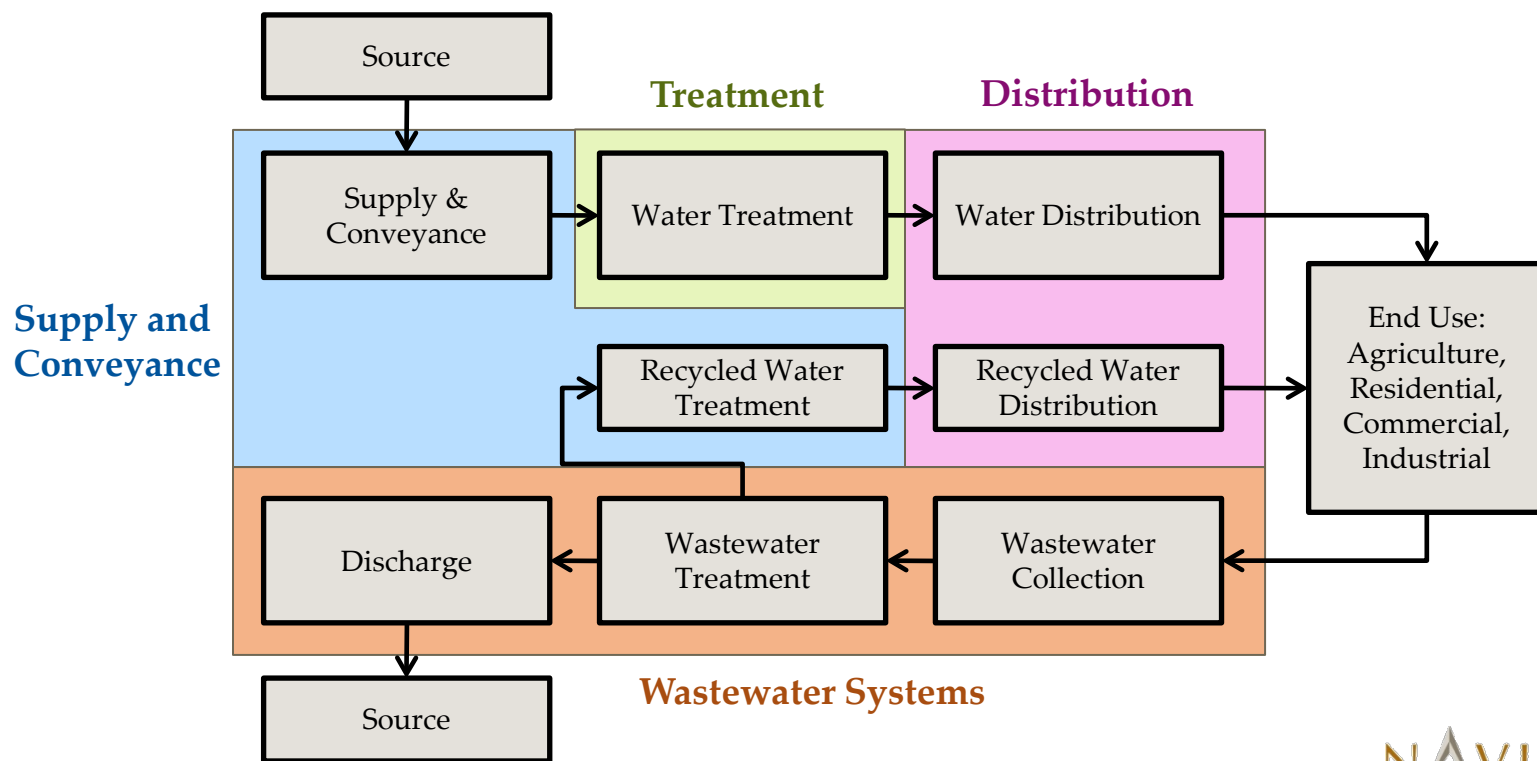 Source
Treatment
Distribution
Supply &
Conveyance
Water Treatment
Water Distribution
Supply and
Conveyance
End Use:
Agriculture,
Residential,
Commercial,
Industrial
Recycled Water
Treatment
Recycled Water
Distribution
Discharge
Wastewater
Treatment
Wastewater
Collection
Wastewater Systems
Source